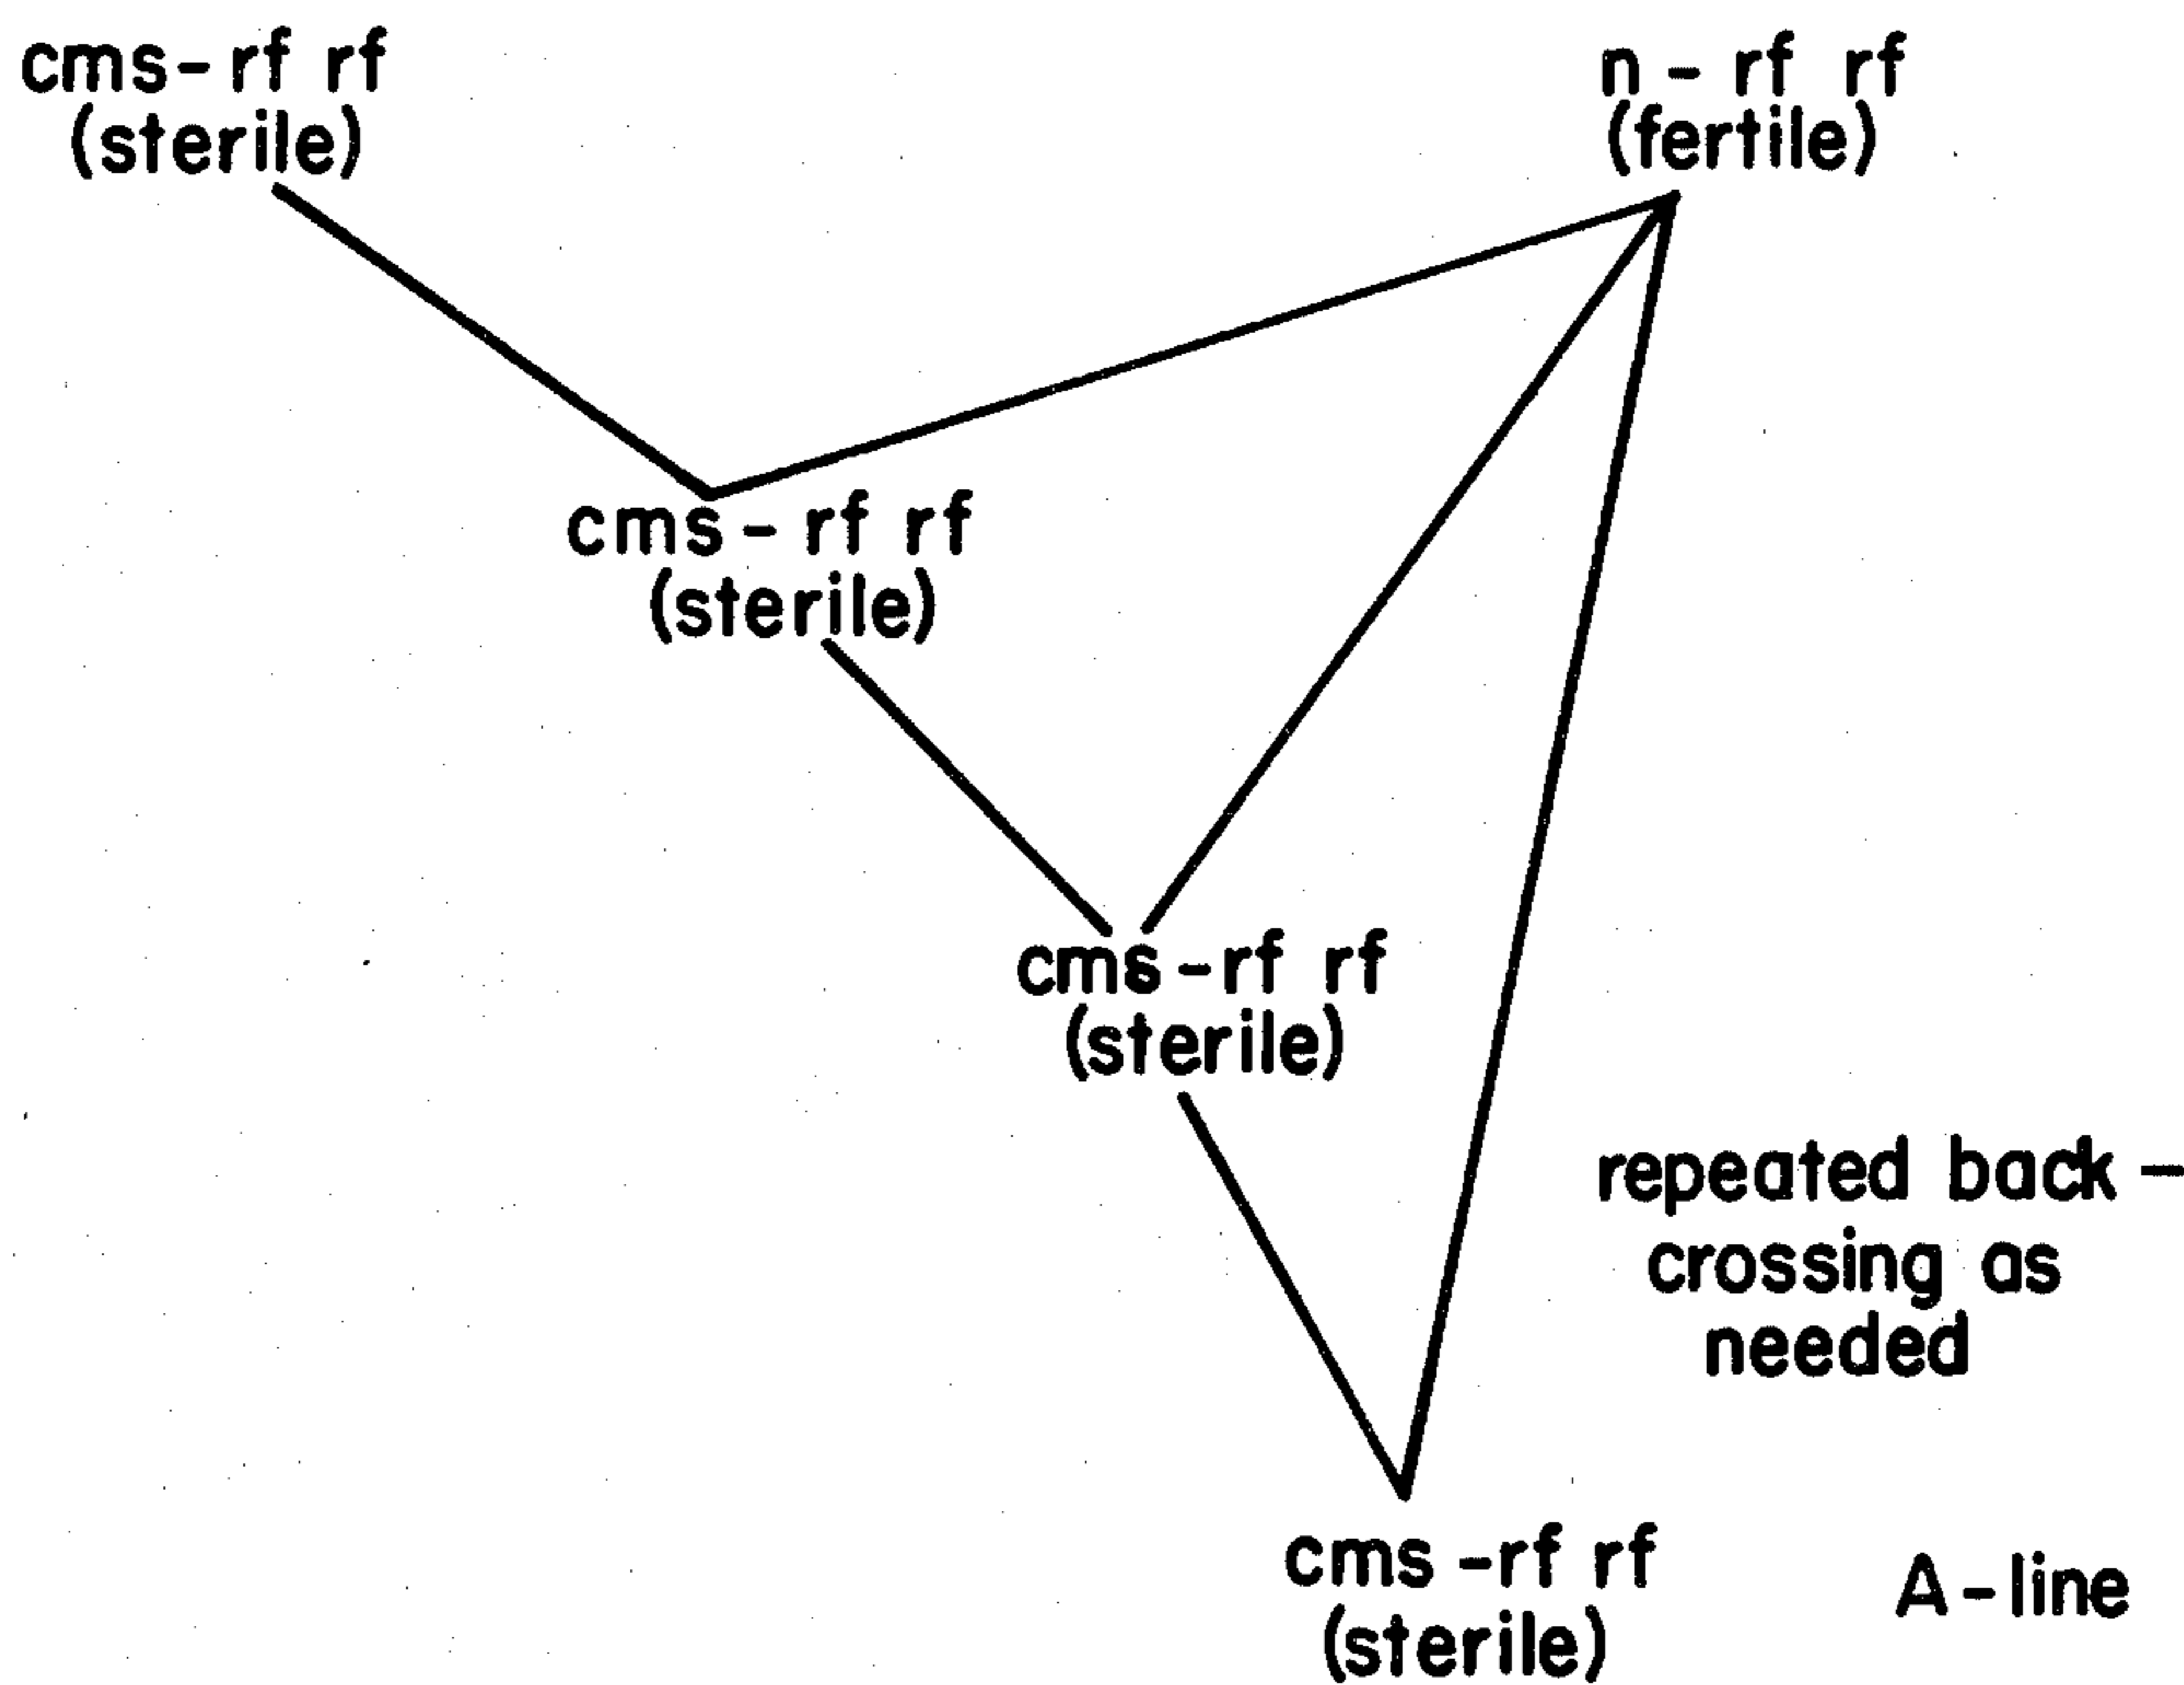 cms- rf rf
(sterile)
n - rf rf
(fertile)
cms - rf rf
(sterile)
cms -rf rf
(sterile)
repeated back -
crossing as
needed
cms -rf rf
(sterile)
A - line